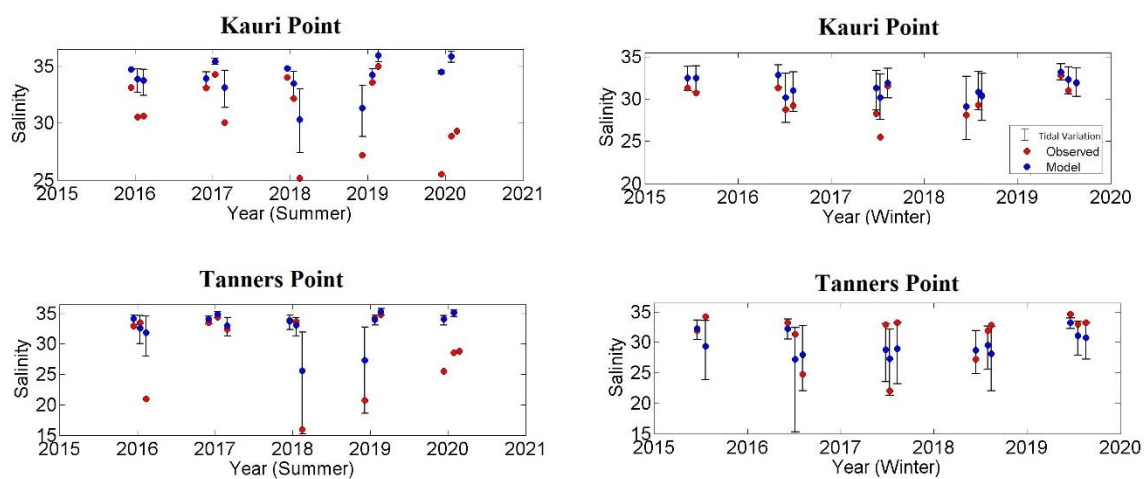 Kauri Point
Salinity
35
30
25
2015 2016 2017 2018 2019 2020 2021
Year (Summer)
Kauri Point
Salinity
35
30
25
20
Tidal Variation
Observed
Model
2015 2016 2017 2018 2019 2020
Year (Winter)
Tanners Point
Salinity
35
30
25
20
15
2015 2016 2017 2018 2019 2020 2021
Year (Summer)
Tanners Point
Salinity
35
30
25
20
15
2015 2016 2017 2018 2019 2020
Year (Winter)